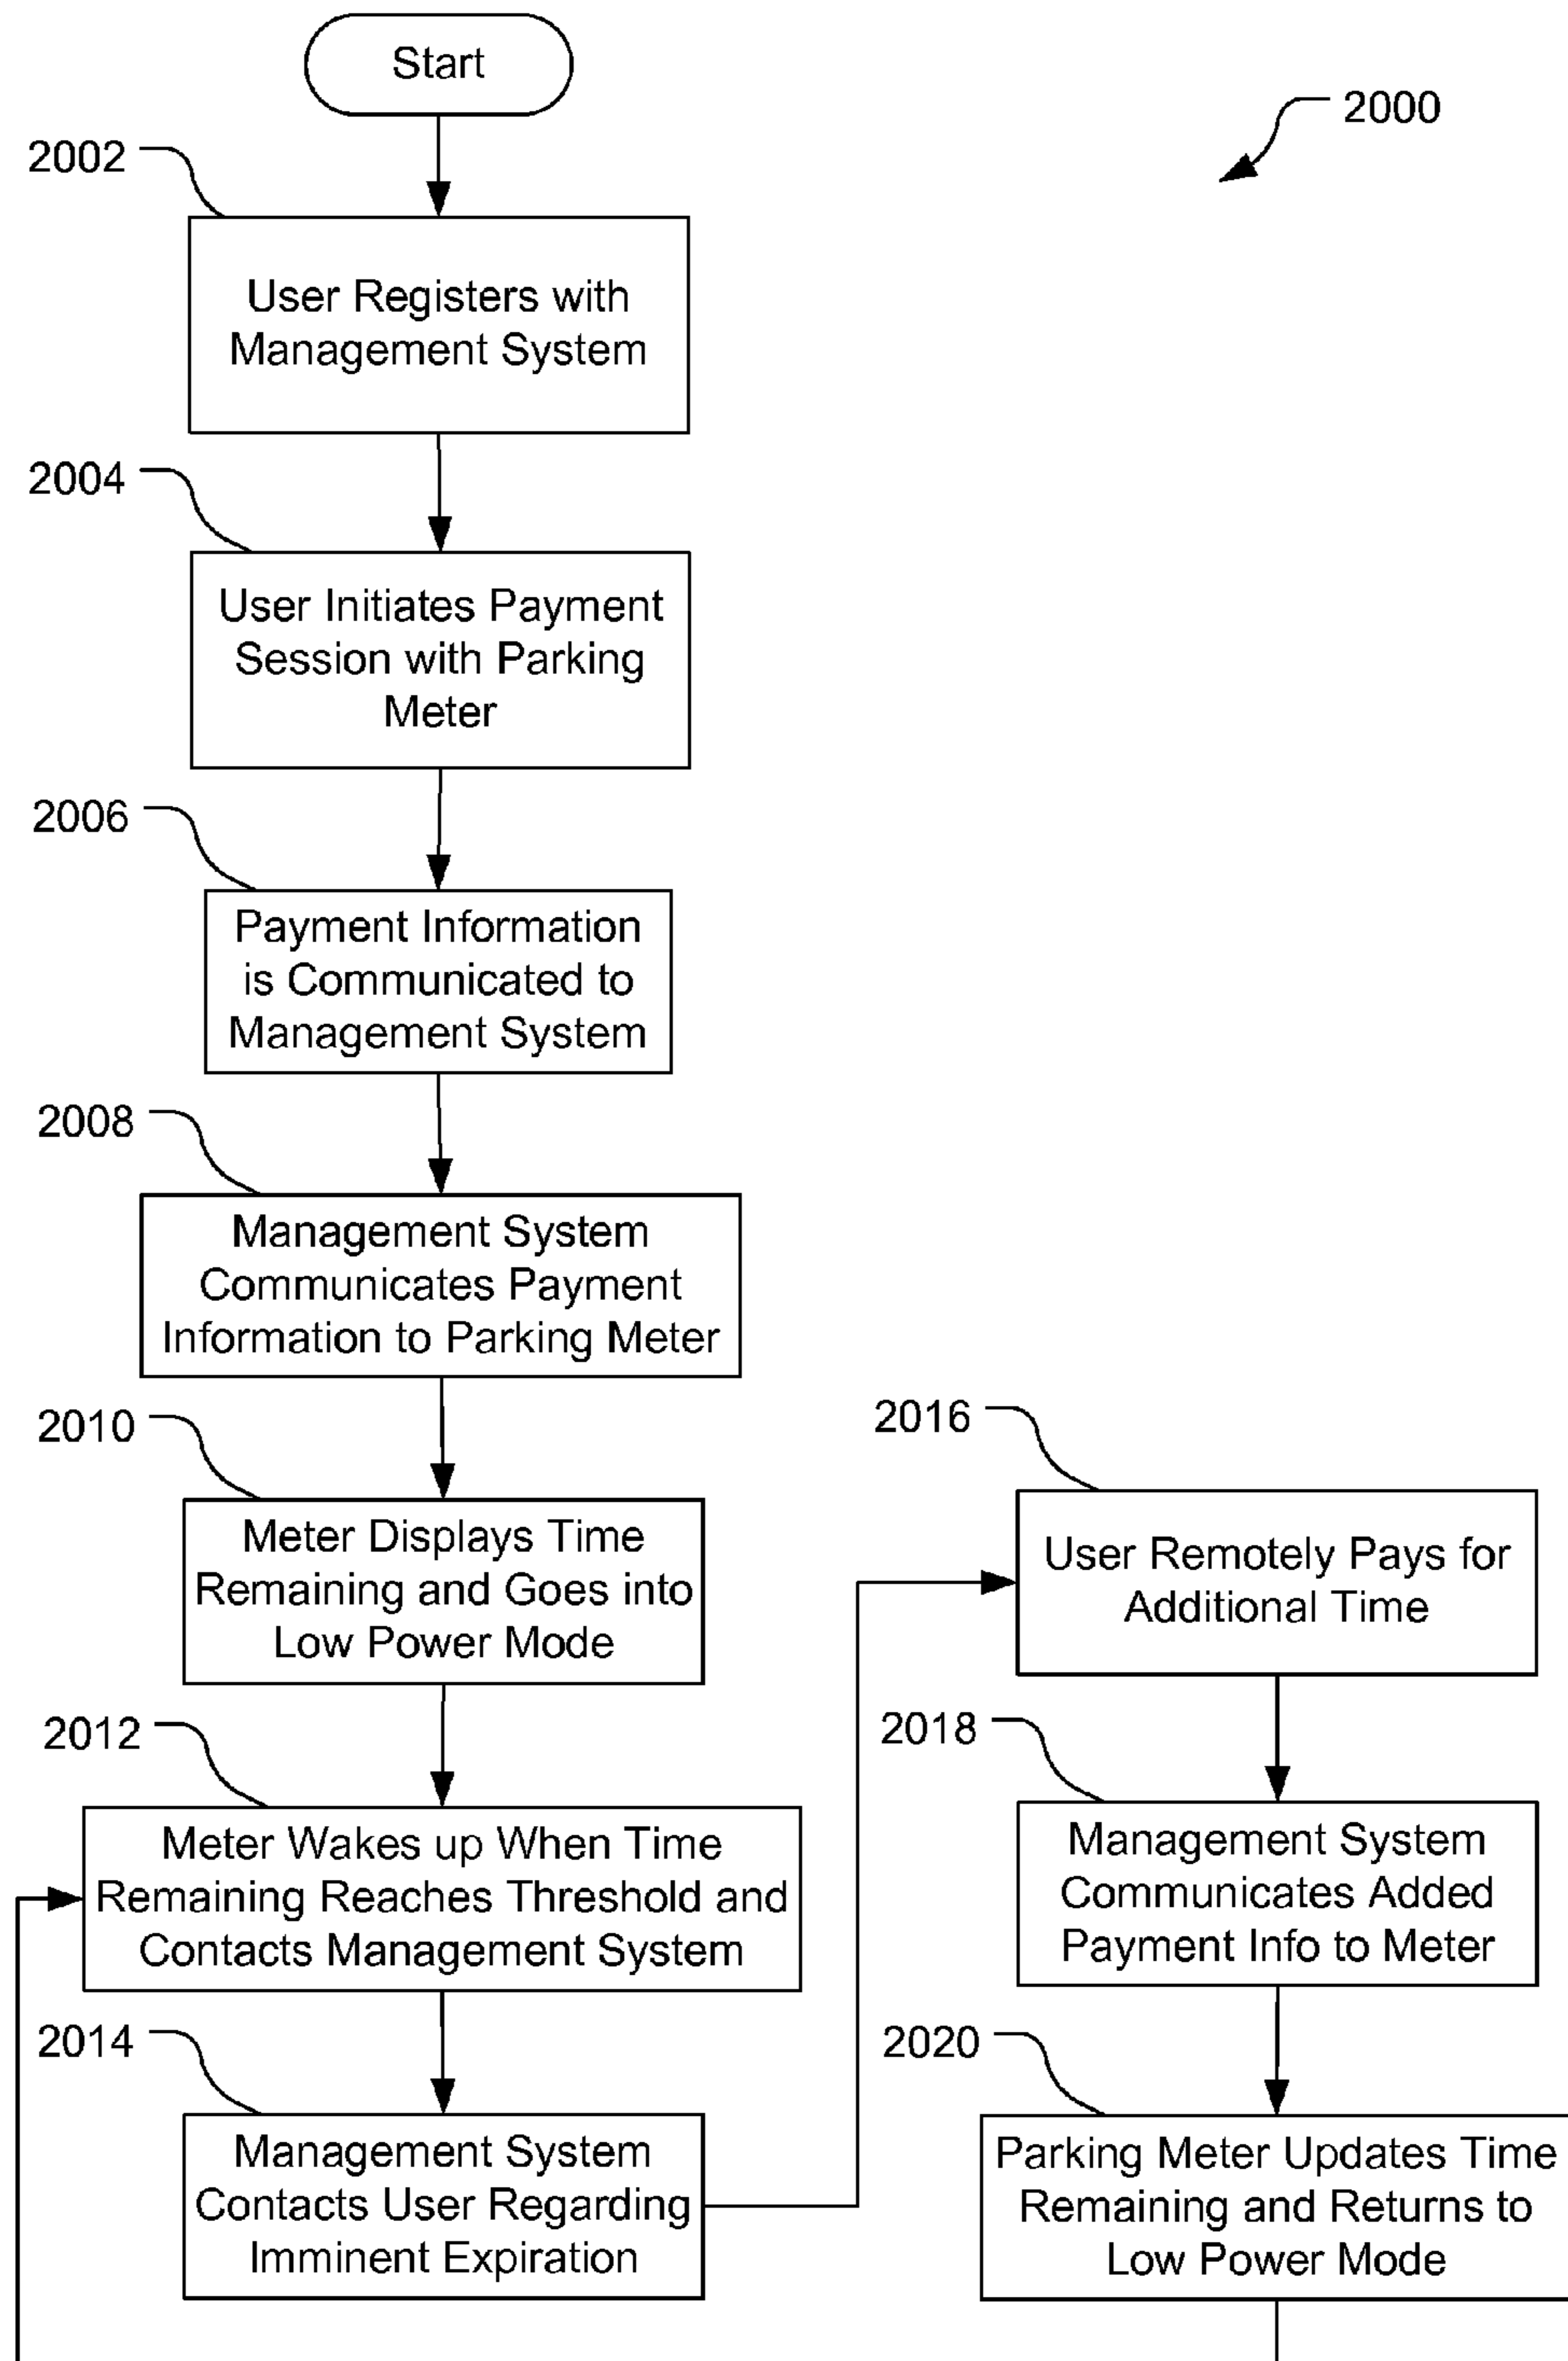 Start
2000
2002
User Registers with
Management System
2004
User Initiates Payment
Session with Parking
Meter
2006
Payment Information
is Communicated to
Management System
2008
Management System
Communicates Payment
Information to Parking Meter
2010
Meter Displays Time
Remaining and Goes into
Low Power Mode
2012
Meter Wakes up When Time
Remaining Reaches Threshold and
Contacts Management System
2014
Management System
Contacts User Regarding
Imminent Expiration
2016
User Remotely Pays for
Additional Time
2018
Management System
Communicates Added
Payment Info to Meter
2020
Parking Meter Updates Time
Remaining and Returns to
Low Power Mode